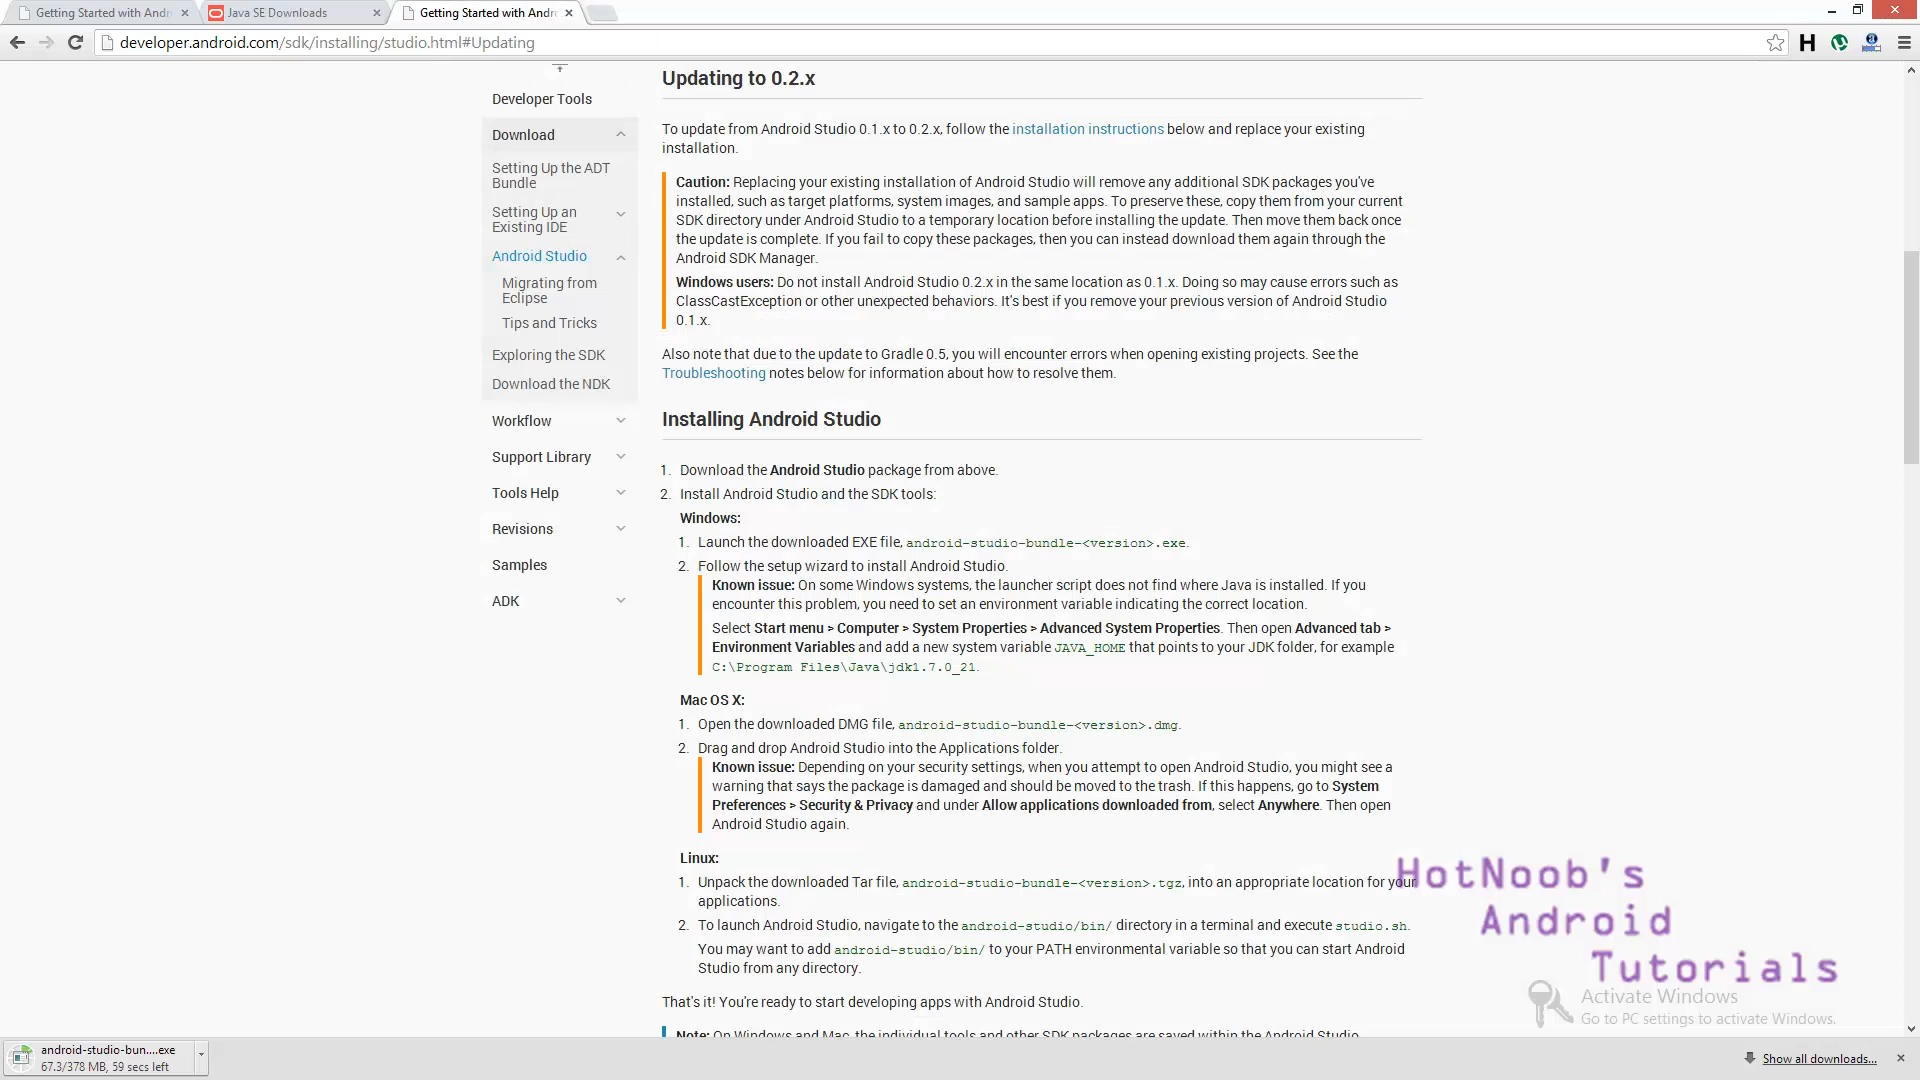 Getting Started with Andr
Java SE Downloads
Getting Started with Andr
developer.android.com/sdk/installing/studio.html#Updating
Developer Tools
Download
Setting Up the ADT
Bundle
Setting Up an
Existing IDE
Android Studio
Migrating from
Eclipse
Tips and Tricks
Exploring the SDK
Download the NDK
Workflow
Support Library
Tools Help
Revisions
Samples
ADK
Updating to 0.2.x
To update from Android Studio 0.1.x to 0.2.x, follow the installation instructions below and replace your existing
installation.
Caution: Replacing your existing installation of Android Studio will remove any additional SDK packages you've
installed, such as target platforms, system images, and sample apps. To preserve these, copy them from your current
SDK directory under Android Studio to a temporary location before installing the update. Then move them back once
the update is complete. If you fail to copy these packages, then you can instead download them again through the
Android SDK Manager.
Windows users: Do not install Android Studio 0.2.x in the same location as 0.1.x. Doing so may cause errors such as
ClassCastException or other unexpected behaviors. It's best if you remove your previous version of Android Studio
0.1.x.
Also note that due to the update to Gradle 0.5, you will encounter errors when opening existing projects. See the
Troubleshooting notes below for information about how to resolve them.
Installing Android Studio
1. Download the Android Studio package from above.
2. Install Android Studio and the SDK tools:
Windows:
1. Launch the downloaded EXE file, android-studio-bundle-<version>.exe.
2. Follow the setup wizard to install Android Studio.
Known issue: On some Windows systems, the launcher script does not find where Java is installed. If you
encounter this problem, you need to set an environment variable indicating the correct location.
Select Start menu > Computer > System Properties > Advanced System Properties. Then open Advanced tab >
Environment Variables and add a new system variable JAVA_HOME that points to your JDK folder, for example
C:\Program Files\Java\jdk1.7.0_21.
Mac OS X:
1. Open the downloaded DMG file, android-studio-bundle-<version>.dmg.
2. Drag and drop Android Studio into the Applications folder.
Known issue: Depending on your security settings, when you attempt to open Android Studio, you might see a
warning that says the package is damaged and should be moved to the trash. If this happens, go to System
Preferences > Security & Privacy and under Allow applications downloaded from, select Anywhere. Then open
Android Studio again.
Linux:
1. Unpack the downloaded Tar file, android-studio-bundle-<version>.tgz, into an appropriate location for your
applications.
2. To launch Android Studio, navigate to the android-studio/bin/ directory in a terminal and execute studio.sh.
You may want to add android-studio/bin/ to your PATH environmental variable so that you can start Android
Studio from any directory.
That's it! You're ready to start developing apps with Android Studio.
Note: On Windows and Mac, the individual tools and other SDK packages are saved within the Android Studio
HotNoob's
Android
Tutorials
Activate Windows
Go to PC settings to activate Windows.
android-studio-bun....exe
67.3/378 MB, 59 secs left
Show all downloads...